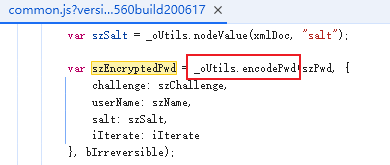 common.js?versi...560build200617
var szSalt = _oUtils.nodeValue(xmlDoc, "salt");
var szEncryptedPwd = _oUtils.encodePwd(szPwd, {
challenge: szChallenge,
userName: szName,
salt: szSalt,
iIterate: iIterate
}, bIrreversible);